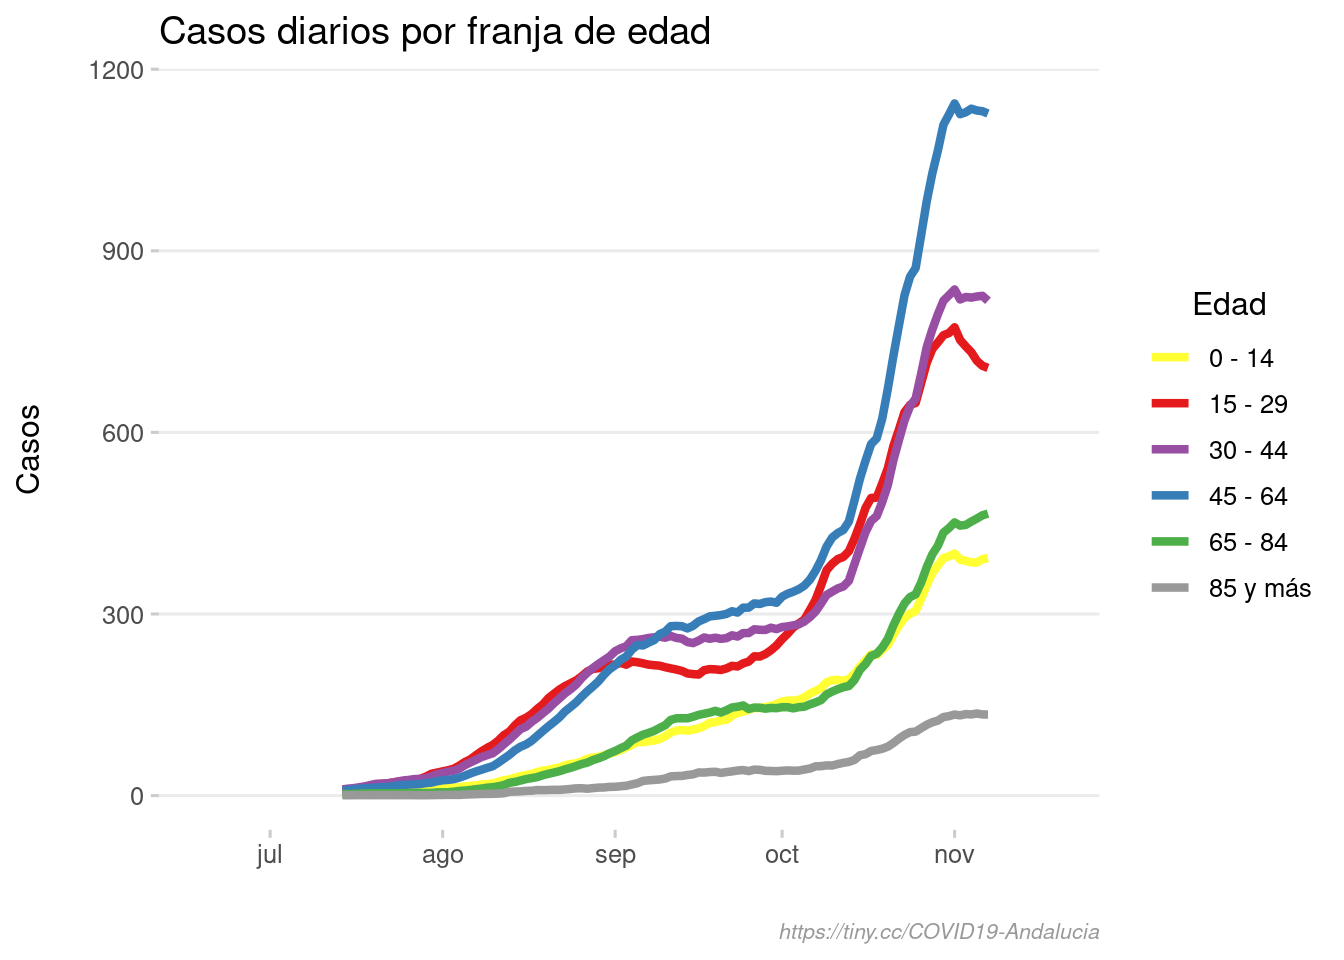 Casos diarios por franja de edad
1200
900
600
300
0
Casos
jul ago sep oct nov
Edad
0 - 14
15 - 29
30 - 44
45 - 64
65 - 84
85 y más
https://tiny.cc/COVID19-Andalucia